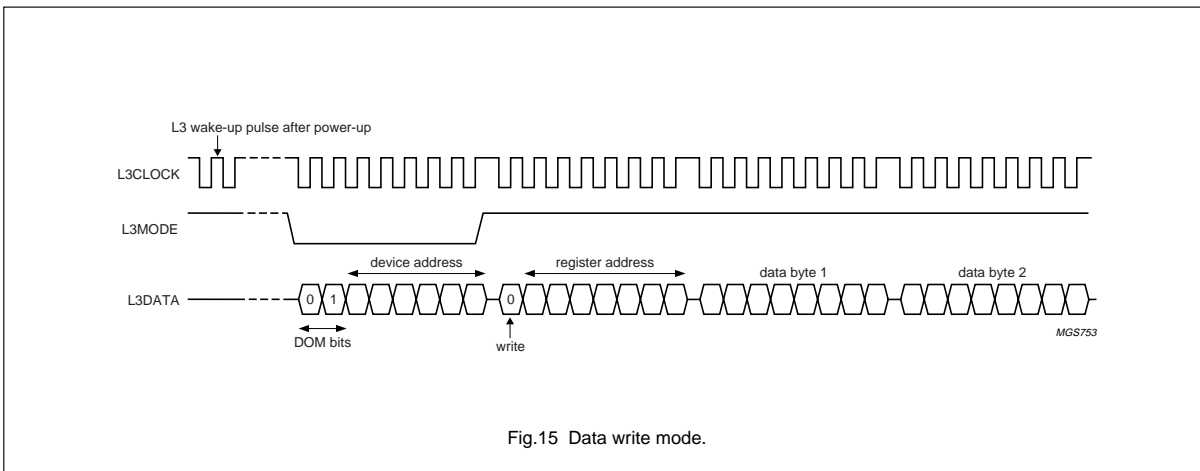 L3 wake-up pulse after power-up
L3CLOCK
L3MODE
device address
register address
data byte 1
data byte 2
L3DATA
0 1
0
DOM bits
write
MGS753
Fig.15 Data write mode.